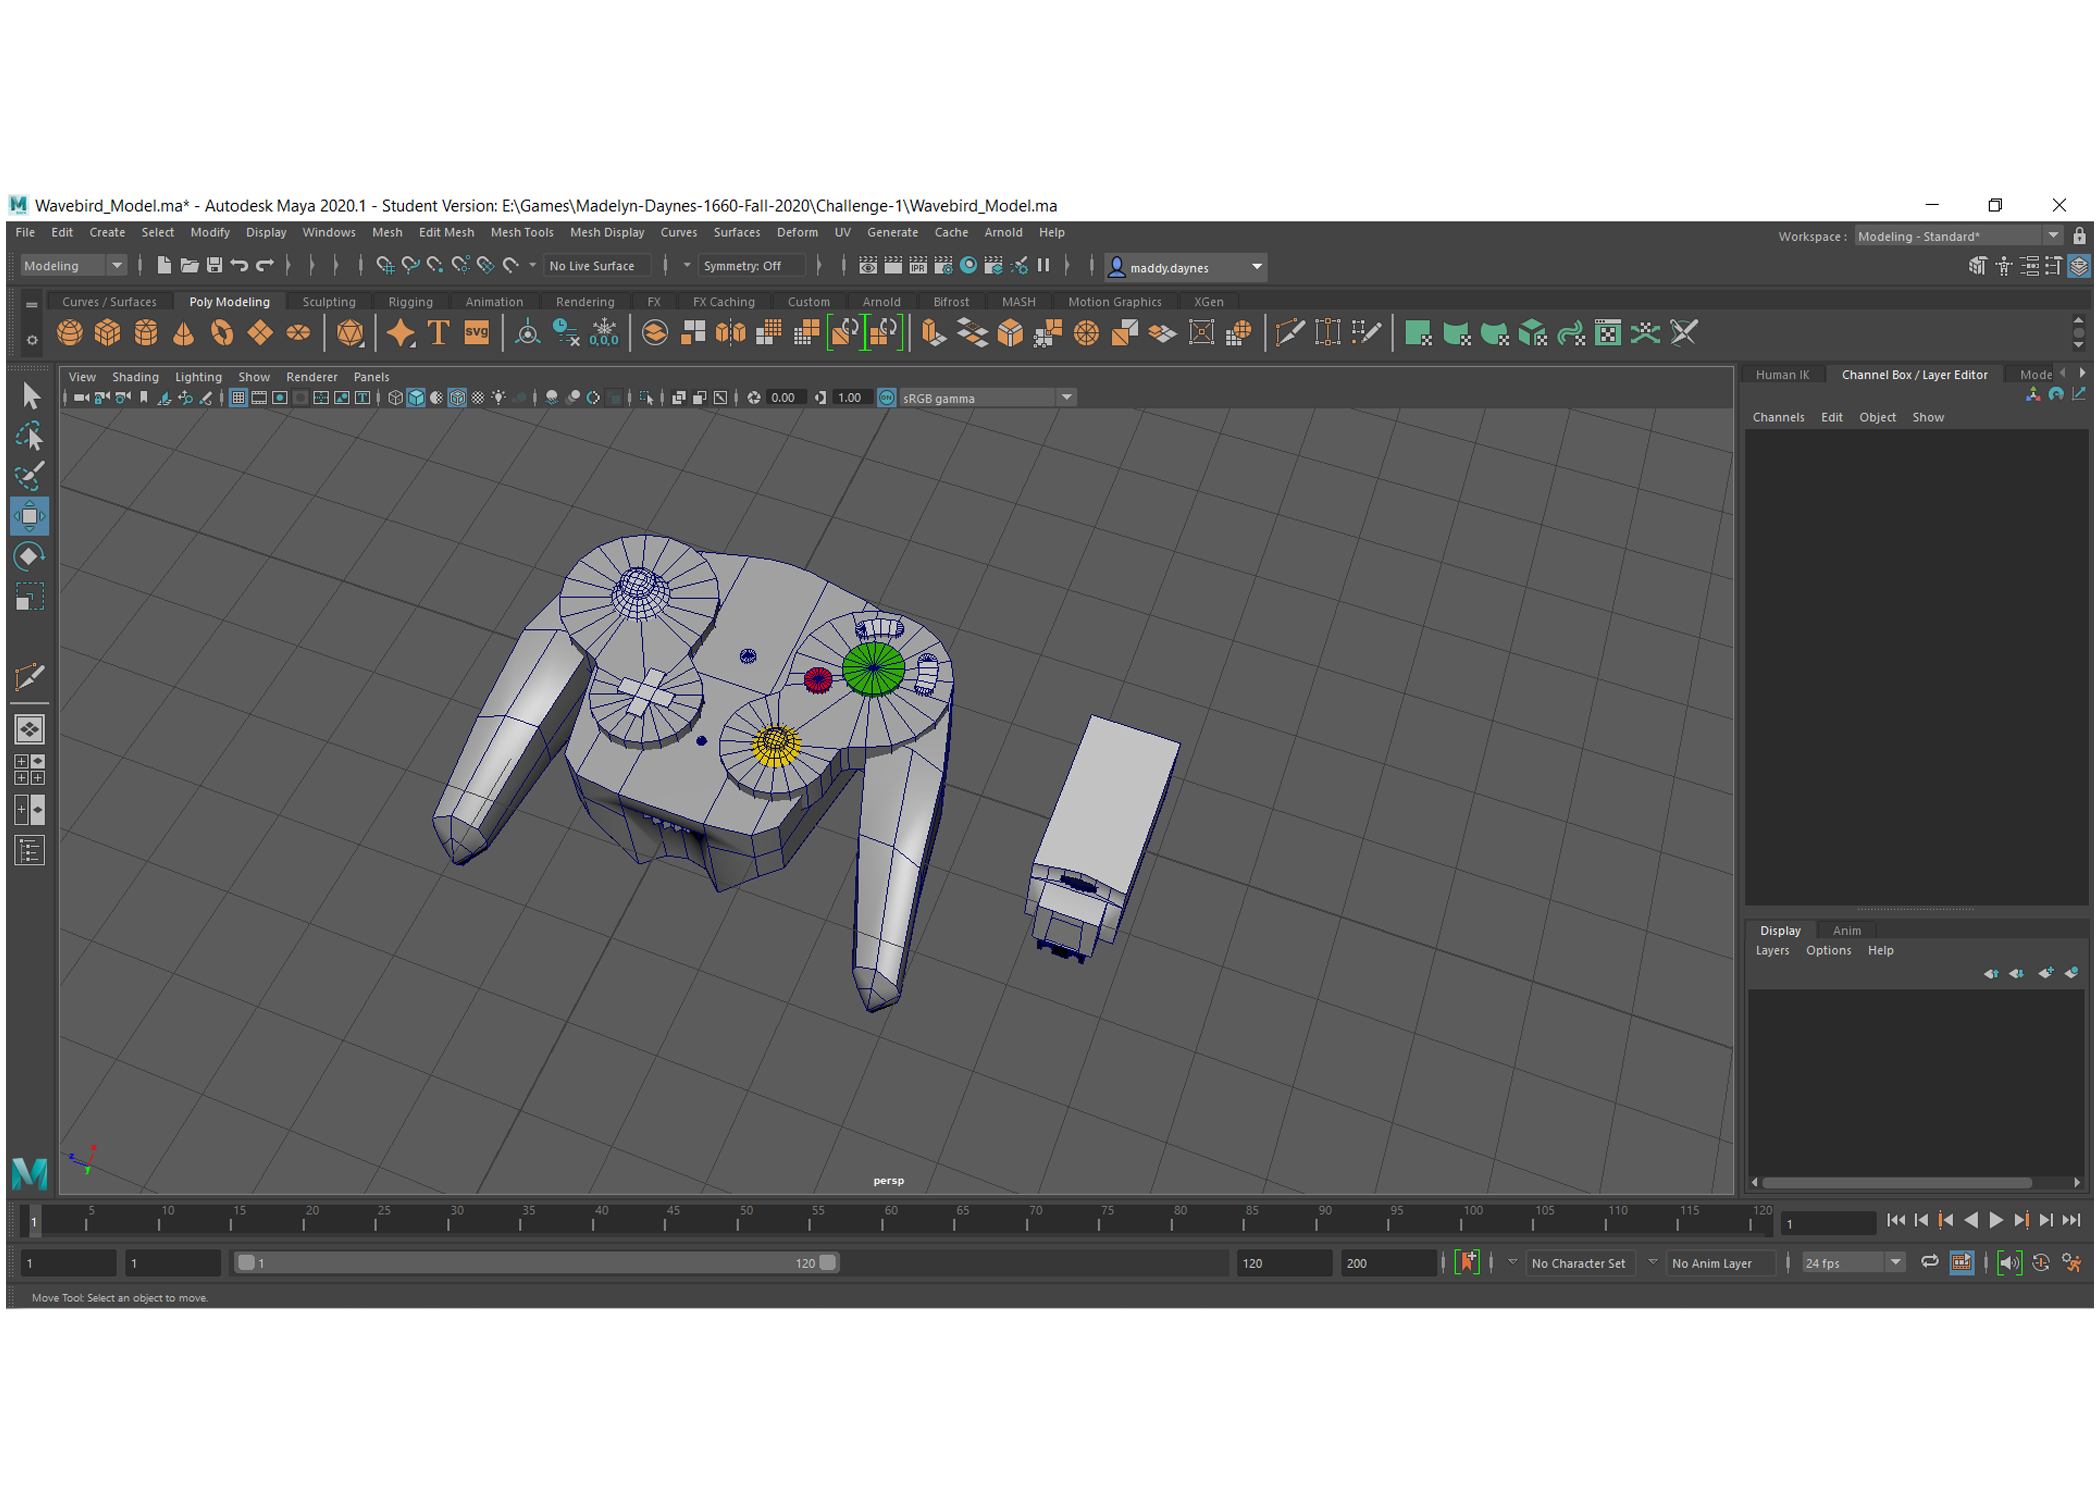 Wavebird_Model.ma* - Autodesk Maya 2020.1 - Student Version: E:\Games\Madelyn-Daynes-1660-Fall-2020\Challenge-1\Wavebird_Model.ma
File Edit Create Select Modify Display Windows Mesh Edit Mesh Mesh Tools Mesh Display Curves Surfaces Deform UV Generate Cache Arnold Help
Workspace : Modeling - Standard*
Modeling No Live Surface Symmetry: Off IPR maddy.daynes
Curves / Surfaces Poly Modeling Sculpting Rigging Animation Rendering FX FX Caching Custom Arnold Bifrost MASH Motion Graphics XGen
T svg 0,0,0
View Shading Lighting Show Renderer Panels
0.00 1.00 ON sRGB gamma
Human IK Channel Box / Layer Editor Mode
Channels Edit Object Show
Display Anim
Layers Options Help
z x y
persp
1 5 10 15 20 25 30 35 40 45 50 55 60 65 70 75 80 85 90 95 100 105 110 115 120 1
1 1 1 120 120 200 No Character Set No Anim Layer 24 fps
Move Tool: Select an object to move.